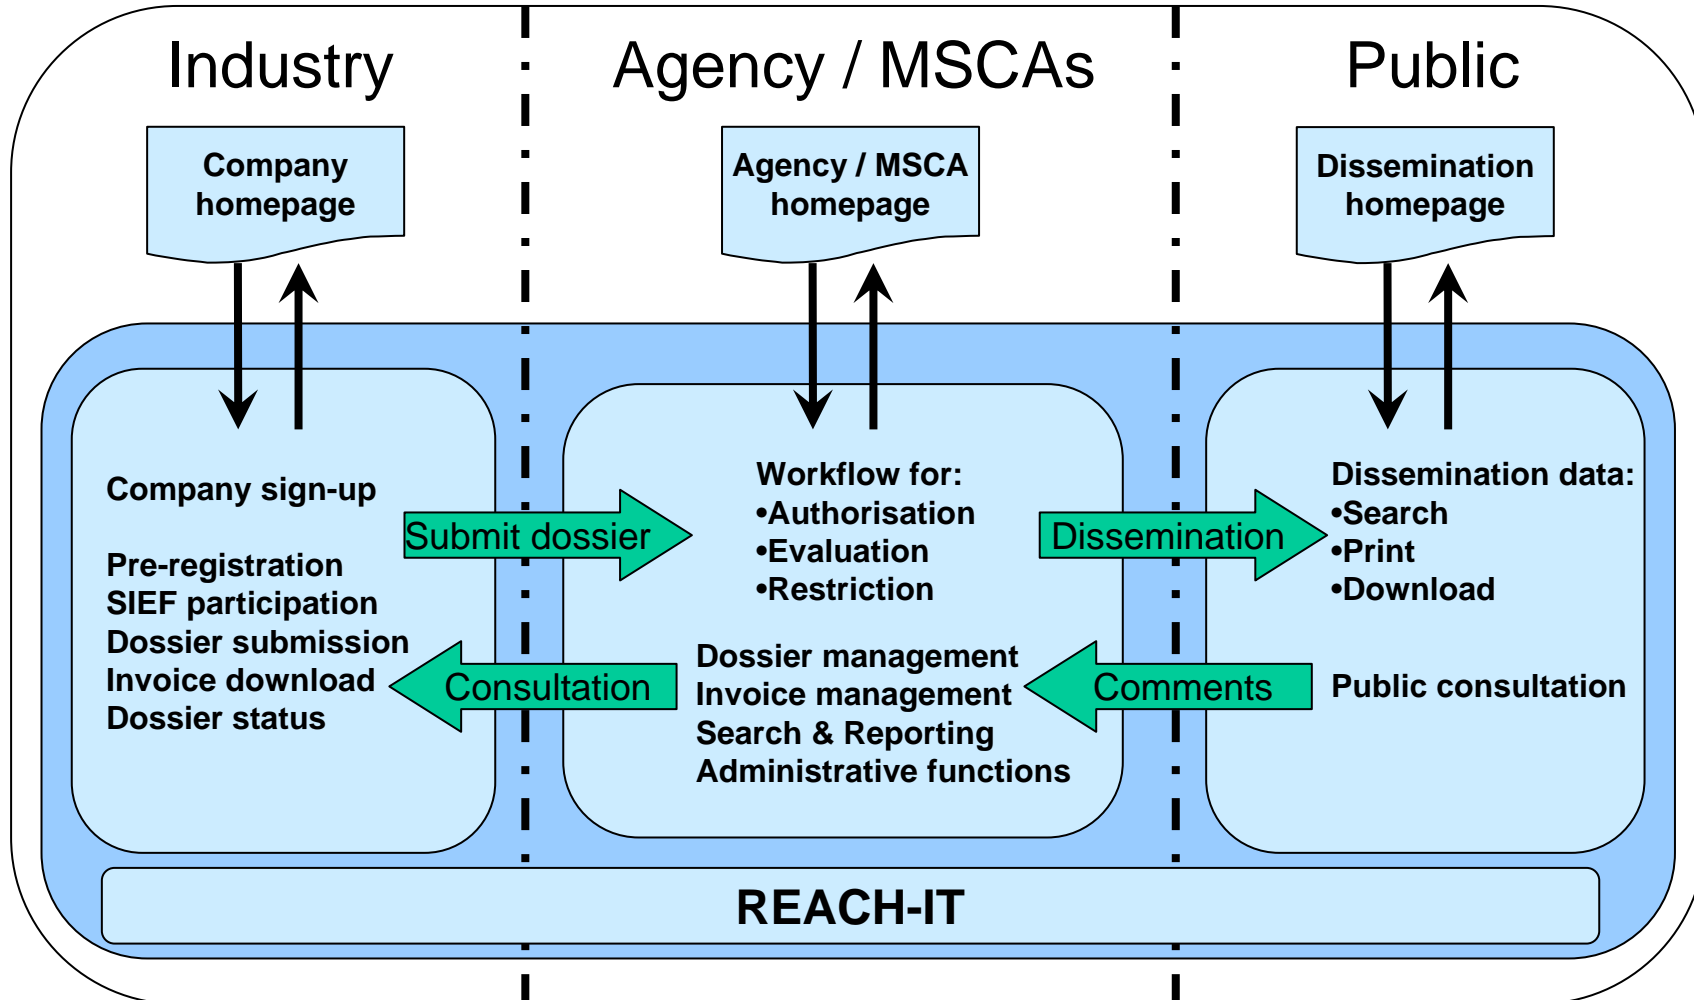 Industry
Agency / MSCAs
Public
Company
homepage
Agency / MSCA
homepage
Dissemination
homepage
Company sign-up
Pre-registration
SIEF participation
Dossier submission
Invoice download
Dossier status
Submit dossier
Consultation
Workflow for:
•Authorisation
•Evaluation
•Restriction
Dossier management
Invoice management
Search & Reporting
Administrative functions
Dissemination
Comments
Dissemination data:
•Search
•Print
•Download
Public consultation
REACH-IT